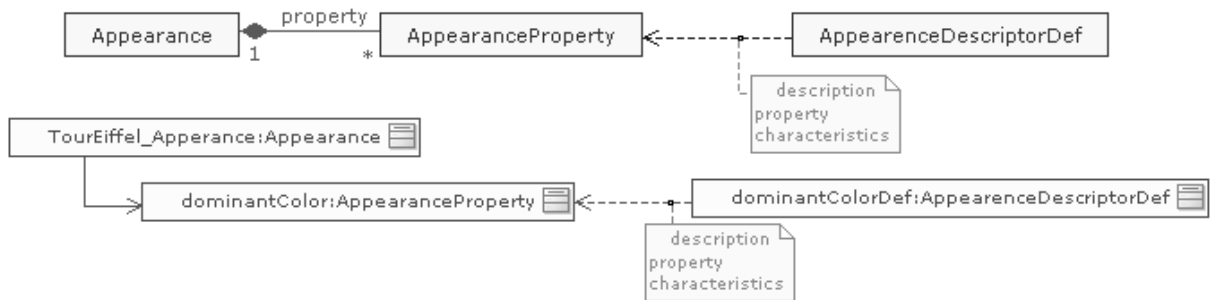 property
Appearance
AppearanceProperty
AppearenceDescriptorDef
1
*
description
property
characteristics
TourEiffel_Apperance:Appearance
dominantColor:AppearanceProperty
dominantColorDef:AppearenceDescriptorDef
description
property
characteristics